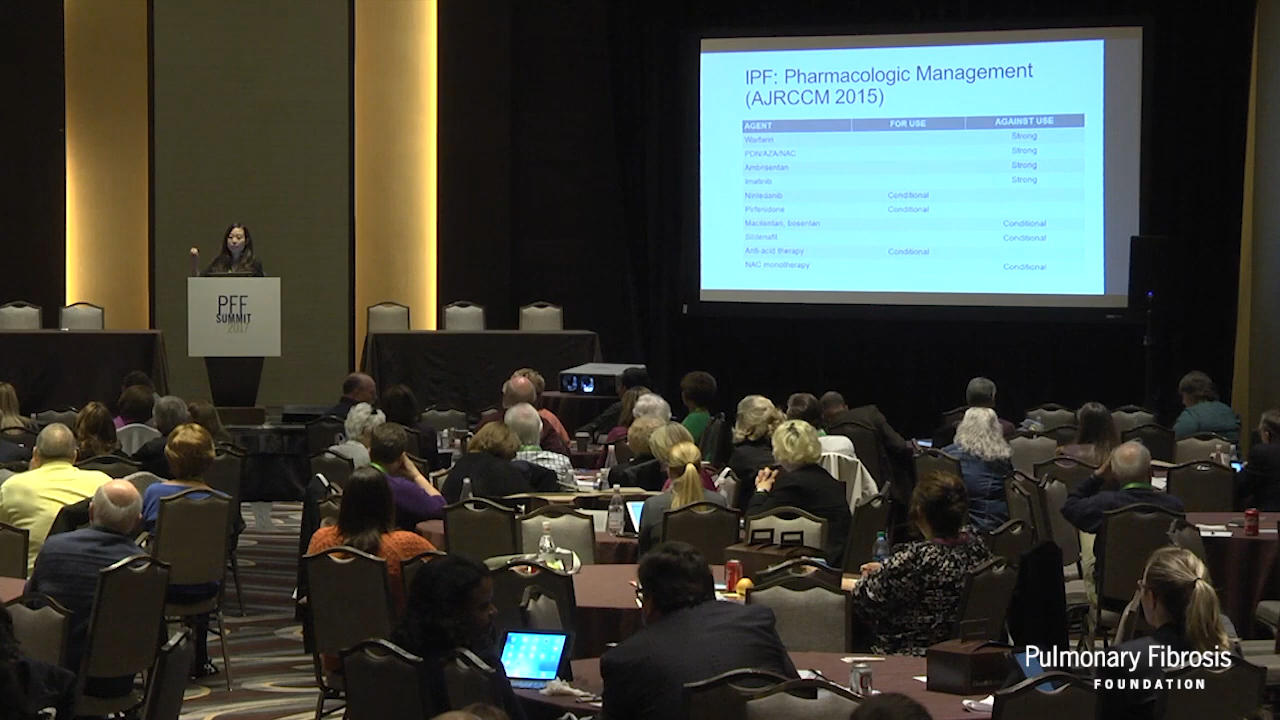 IPF: Pharmacologic Management
(AJRCCM 2015)
AGENT FOR USE AGAINST USE
Warfarin Strong
PDN/AZA/NAC Strong
Ambrisentan Strong
Imatinib Strong
Nintedanib Conditional
Pirfenidone Conditional
Macitentan, bosentan Conditional
Sildenafil Conditional
Anti-acid therapy Conditional
NAC monotherapy Conditional
PFF
SUMMIT
2017
Pulmonary Fibrosis
FOUNDATION